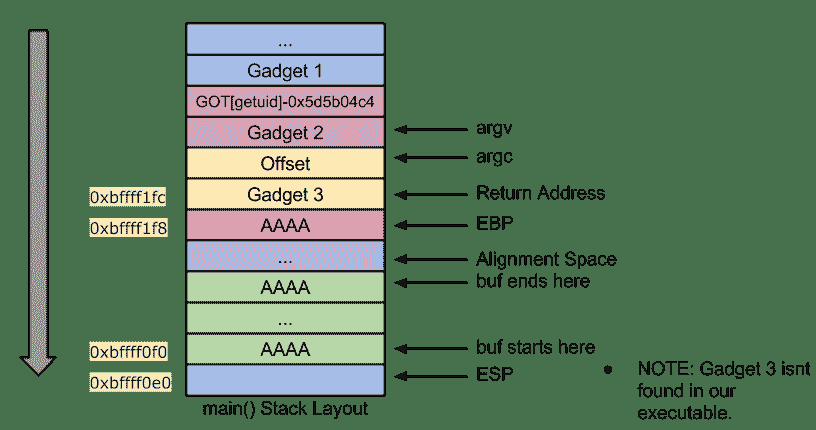 ...
Gadget 1
GOT[getuid]-0x5d5b04c4
Gadget 2
argv
Offset
argc
0xbffff1fc
Gadget 3
Return Address
0xbffff1f8
AAAA
EBP
...
Alignment Space
AAAA
buf ends here
...
0xbffff0f0
AAAA
buf starts here
0xbffff0e0
ESP
main() Stack Layout
● NOTE: Gadget 3 isnt
found in our
executable.